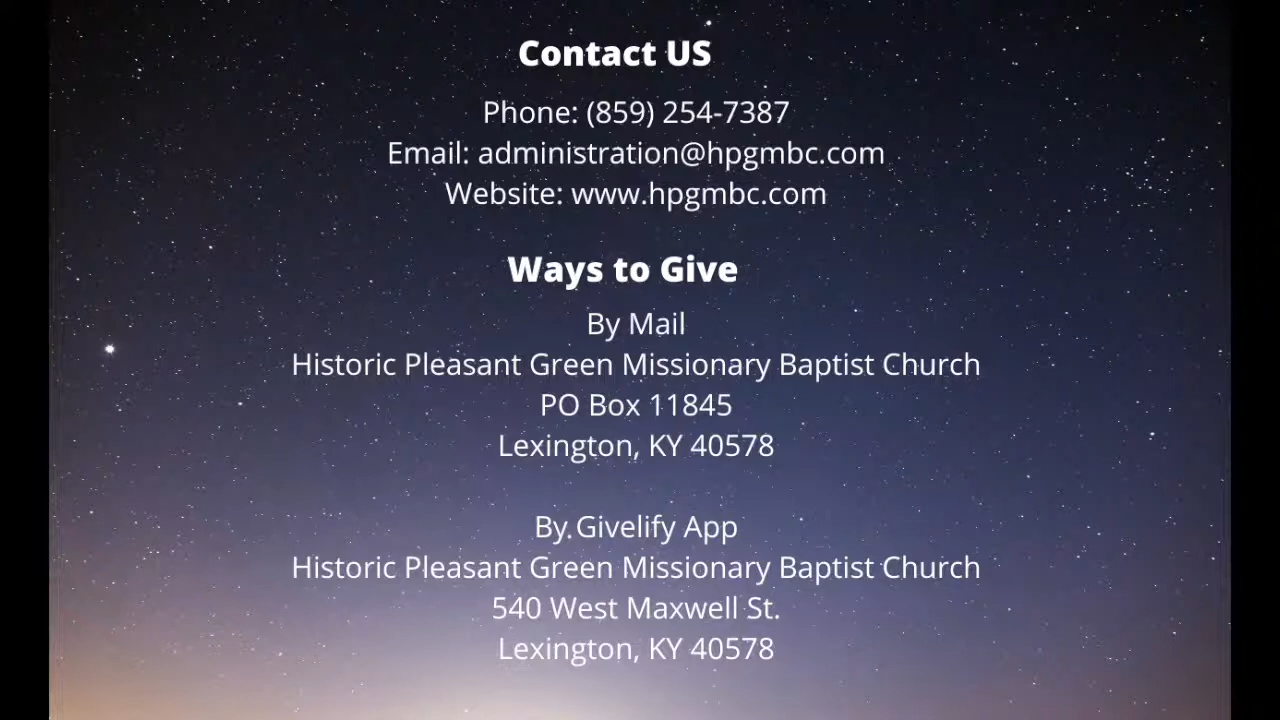 Contact US
Phone: (859) 254-7387
Email: administration@hpgmbc.com
Website: www.hpgmbc.com
Ways to Give
By Mail
Historic Pleasant Green Missionary Baptist Church
PO Box 11845
Lexington, KY 40578
By Givelify App
Historic Pleasant Green Missionary Baptist Church
540 West Maxwell St.
Lexington, KY 40578